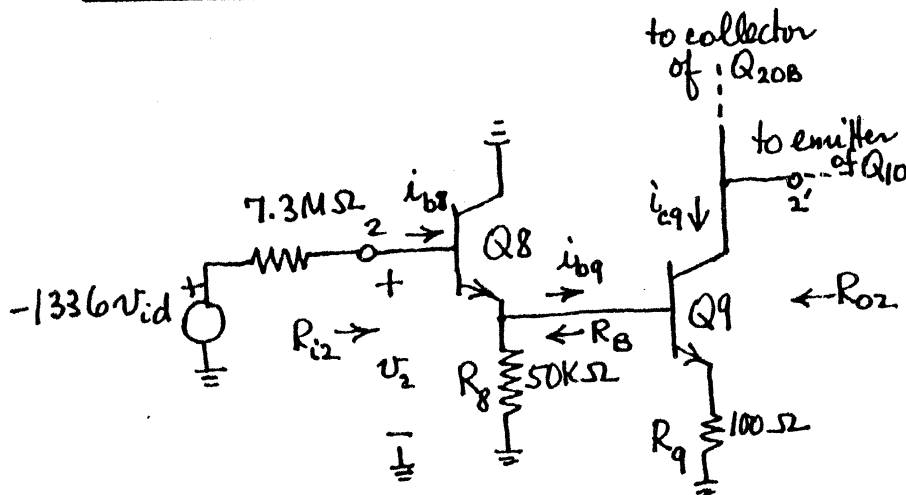 to collector
of Q20B
to emitter
of Q10
2'
7.3MΩ
2
ib8
Q8
ic9
ib9
Q9
Ro2
-1336vid
+
+
Ri2
v2
-
RB
R8
50KΩ
R9
100Ω